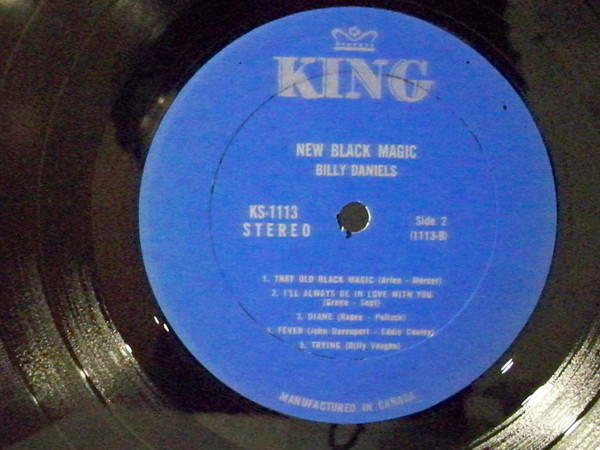 KING
NEW BLACK MAGIC
BILLY DANIELS
KS-1113
STEREO
Side 2
(1113-B)
1. THAT OLD BLACK MAGIC (Arlen - Mercer)
2. I'LL ALWAYS BE IN LOVE WITH YOU
(Green - Sept)
3. DIANE (Rapee - Pollack)
4. FEVER (John Davenport - Eddie Cooley)
5. TRYING (Billy Vaughn)
MANUFACTURED IN CANADA